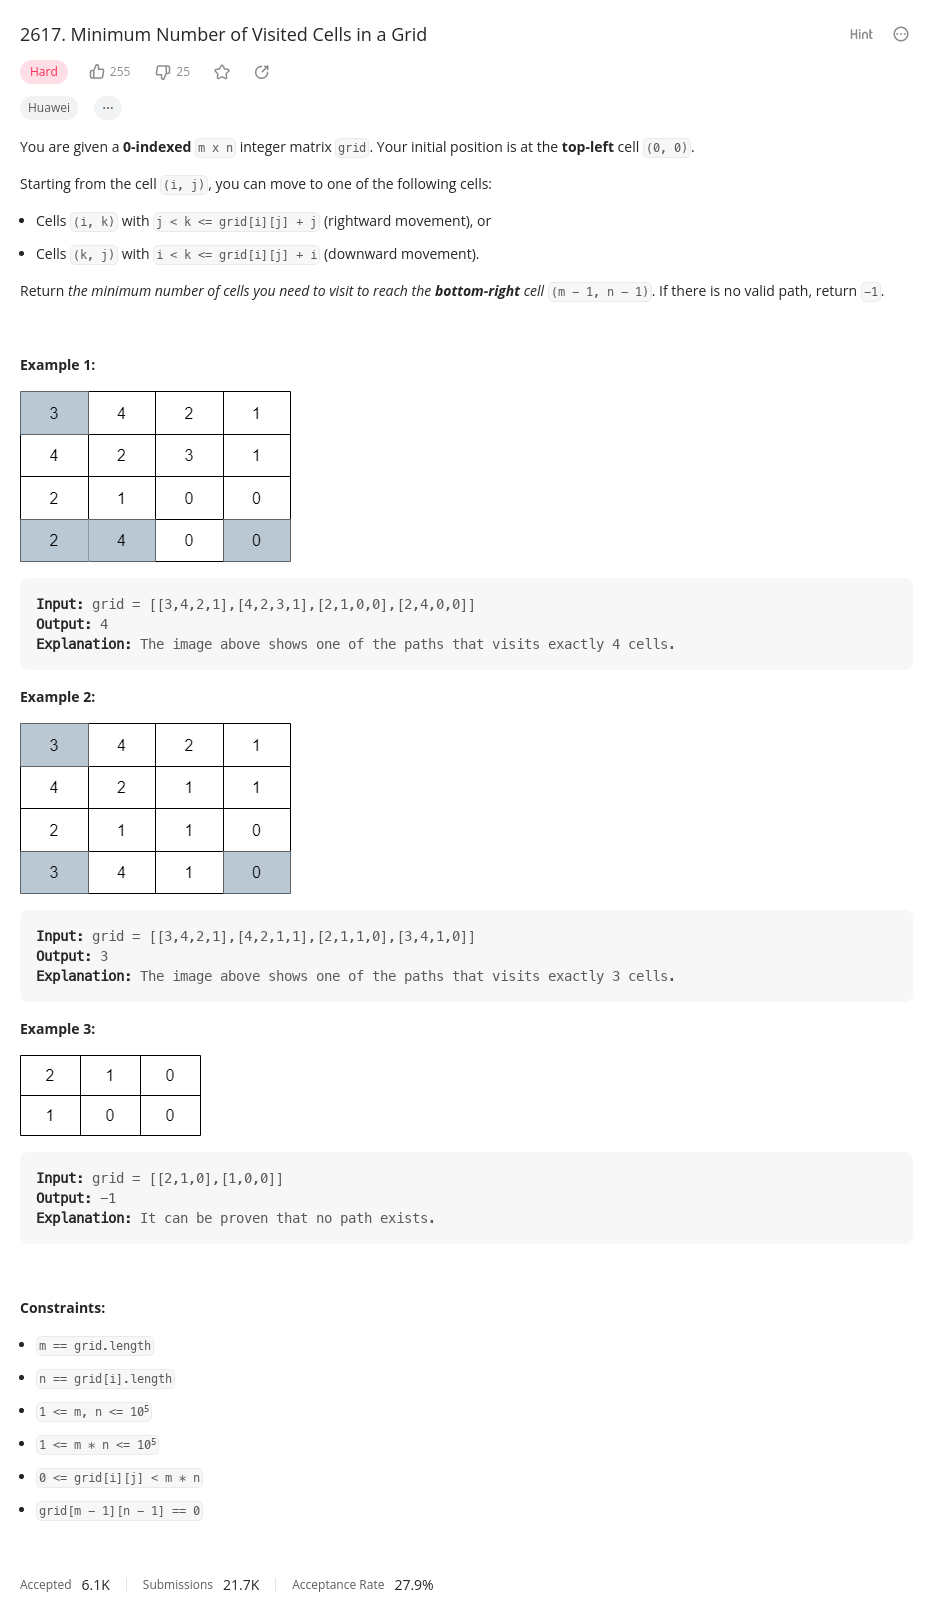 2617. Minimum Number of Visited Cells in a Grid
Hint
Hard 255 25
Huawei ...
You are given a 0-indexed m x n integer matrix grid. Your initial position is at the top-left cell (0, 0).
Starting from the cell (i, j), you can move to one of the following cells:
• Cells (i, k) with j < k <= grid[i][j] + j (rightward movement), or
• Cells (k, j) with i < k <= grid[i][j] + i (downward movement).
Return the minimum number of cells you need to visit to reach the bottom-right cell (m - 1, n - 1). If there is no valid path, return -1.
Example 1:
3 4 2 1
4 2 3 1
2 1 0 0
2 4 0 0
Input: grid = [[3,4,2,1],[4,2,3,1],[2,1,0,0],[2,4,0,0]]
Output: 4
Explanation: The image above shows one of the paths that visits exactly 4 cells.
Example 2:
3 4 2 1
4 2 1 1
2 1 1 0
3 4 1 0
Input: grid = [[3,4,2,1],[4,2,1,1],[2,1,1,0],[3,4,1,0]]
Output: 3
Explanation: The image above shows one of the paths that visits exactly 3 cells.
Example 3:
2 1 0
1 0 0
Input: grid = [[2,1,0],[1,0,0]]
Output: -1
Explanation: It can be proven that no path exists.
Constraints:
• m == grid.length
• n == grid[i].length
• 1 <= m, n <= 10⁵
• 1 <= m * n <= 10⁵
• 0 <= grid[i][j] < m * n
• grid[m - 1][n - 1] == 0
Accepted 6.1K Submissions 21.7K Acceptance Rate 27.9%